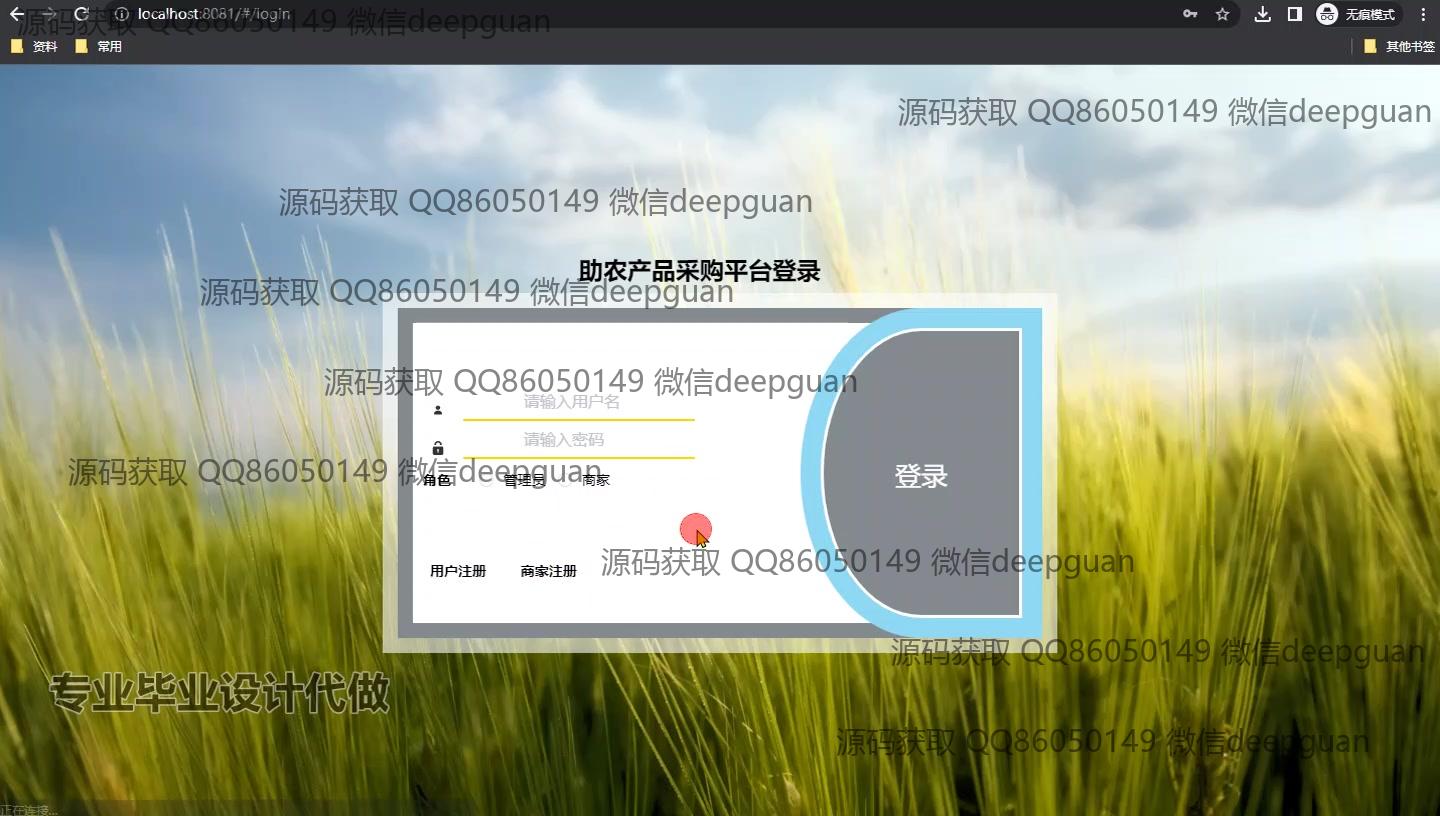 localhost:8081/#/login
无痕模式
源码获取 QQ86050149 微信deepguan
资料
常用
其他书签
源码获取 QQ86050149 微信deepguan
源码获取 QQ86050149 微信deepguan
助农产品采购平台登录
源码获取 QQ86050149 微信deepguan
源码获取 QQ86050149 微信deepguan
请输入用户名
请输入密码
源码获取 QQ86050149 微信deepguan
角色
管理员
商家
登录
源码获取 QQ86050149 微信deepguan
用户注册
商家注册
源码获取 QQ86050149 微信deepguan
专业毕业设计代做
源码获取 QQ86050149 微信deepguan
正在连接...